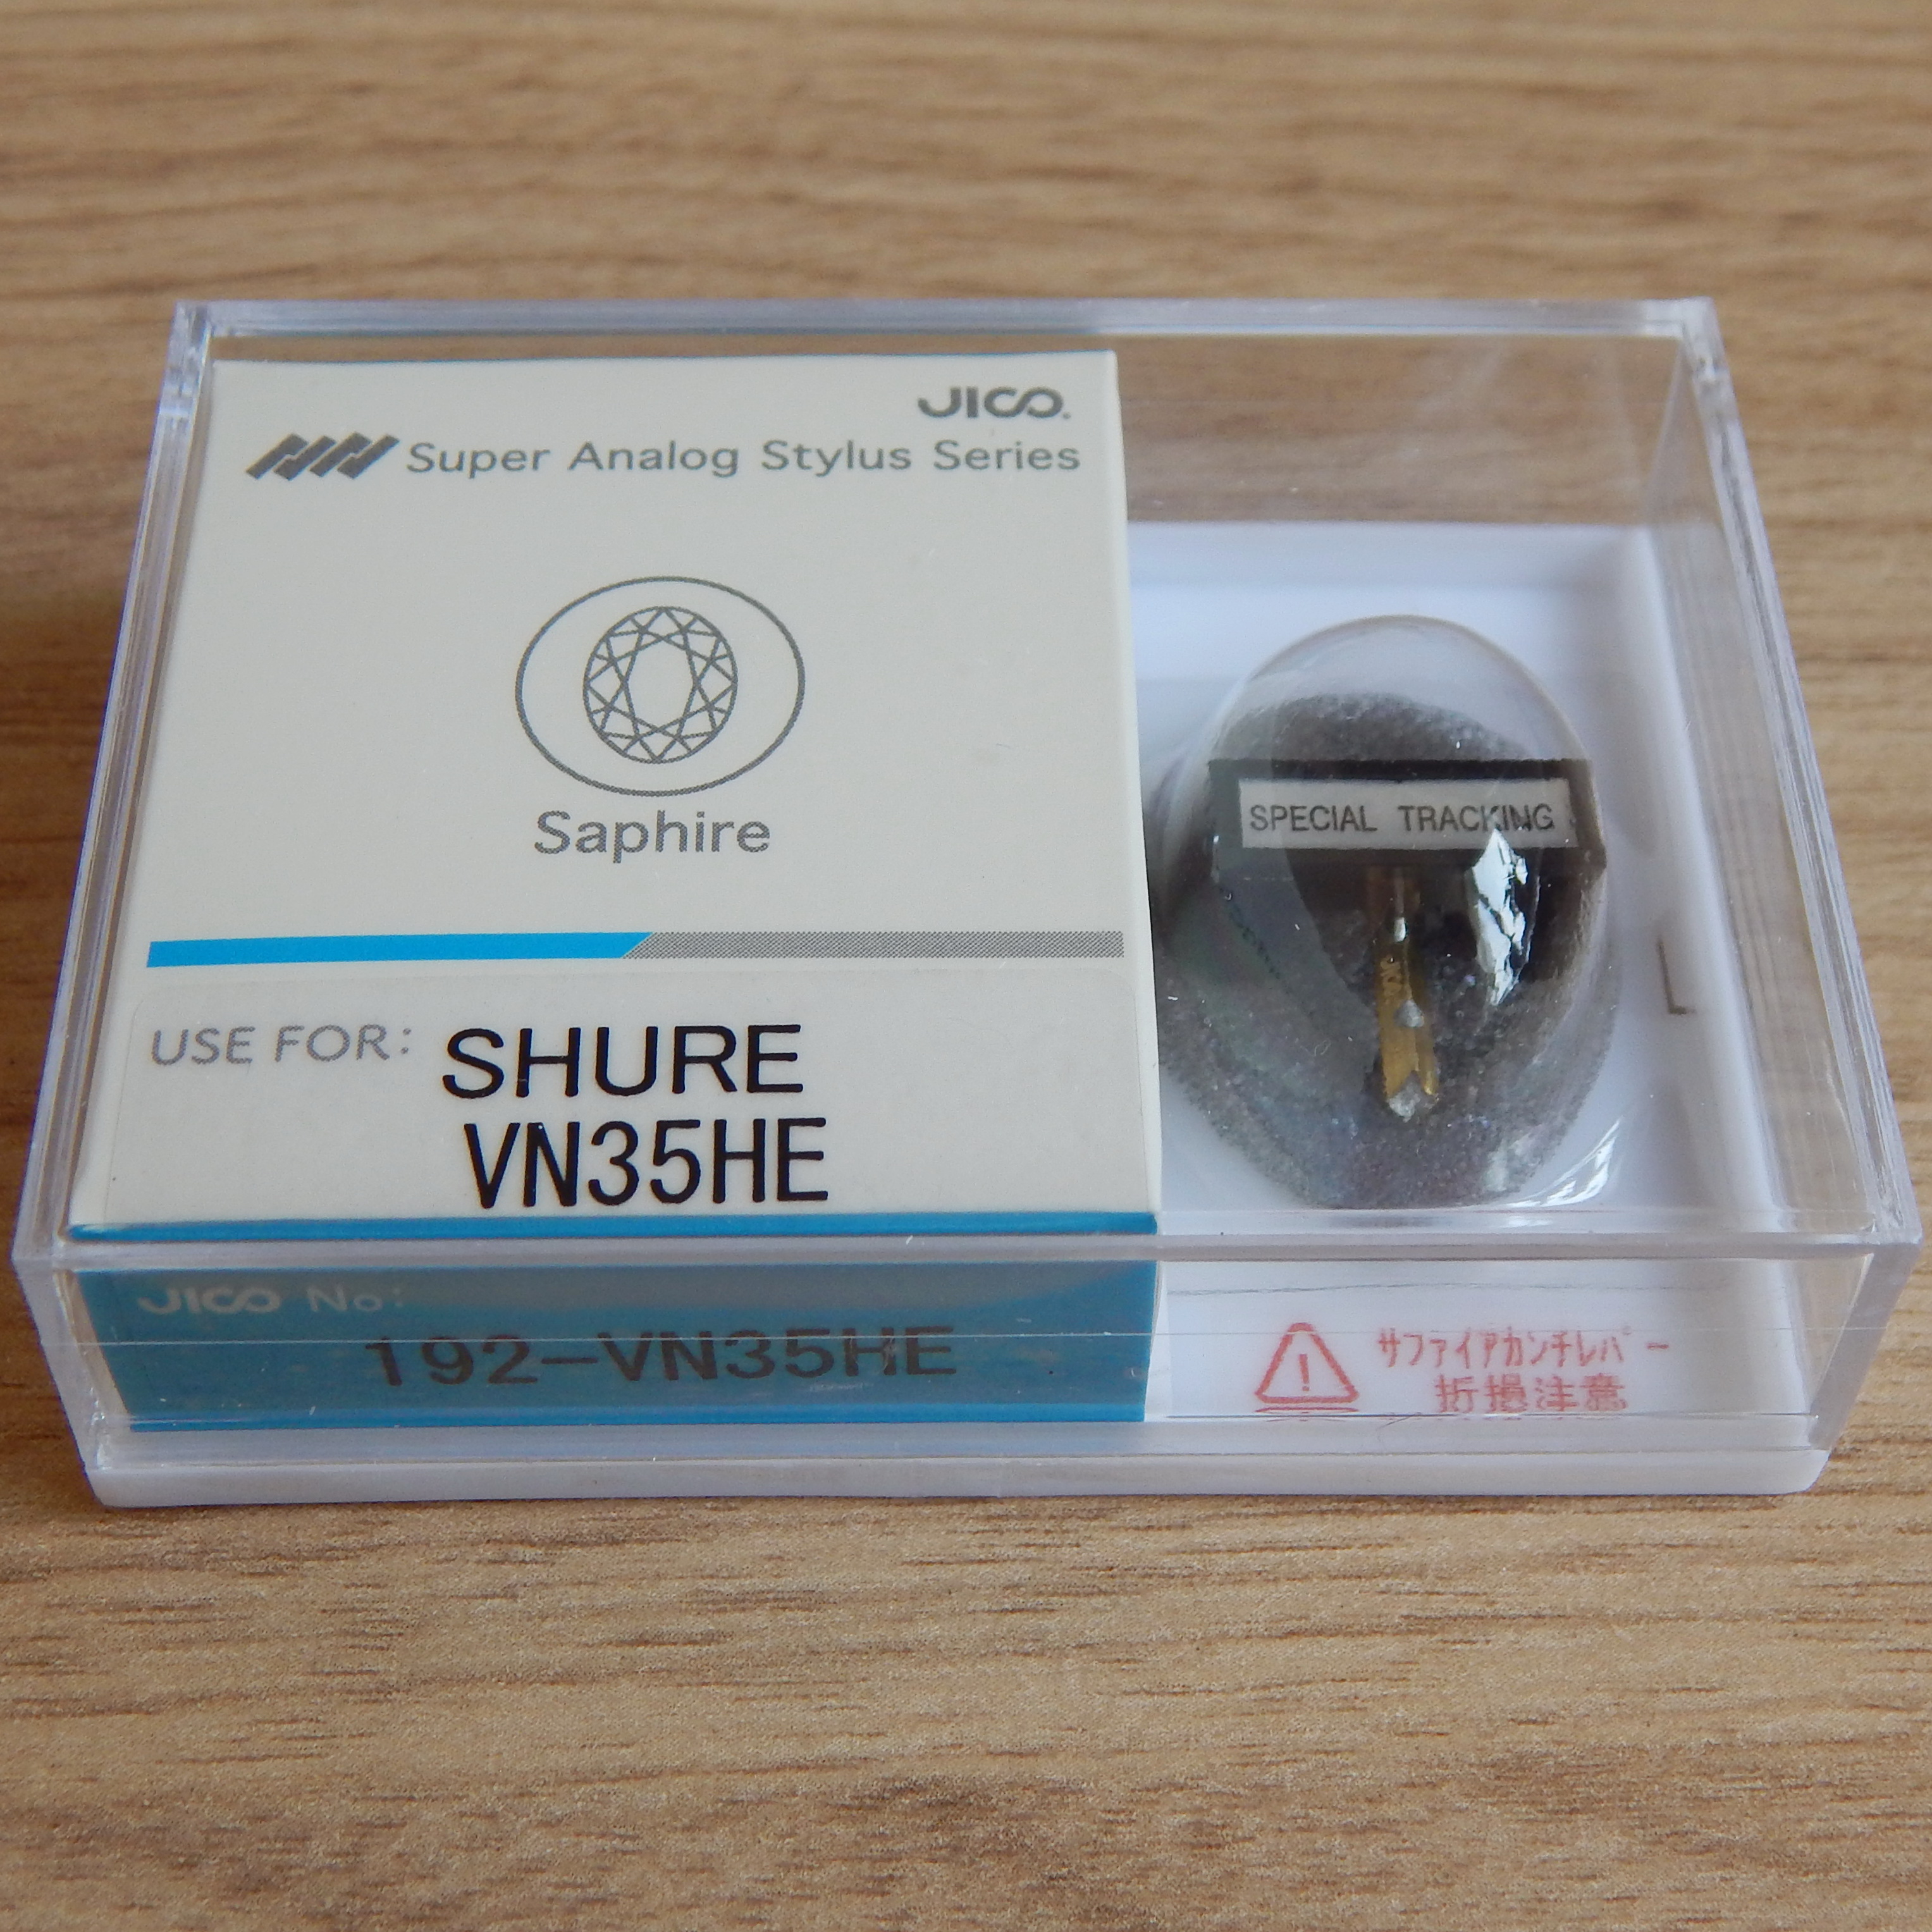 JICO
Super Analog Stylus Series
Saphire
USE FOR: SHURE
VN35HE
JICO No:
192-VN35HE
SPECIAL TRACKING
サファイアカンチレバー
折損注意